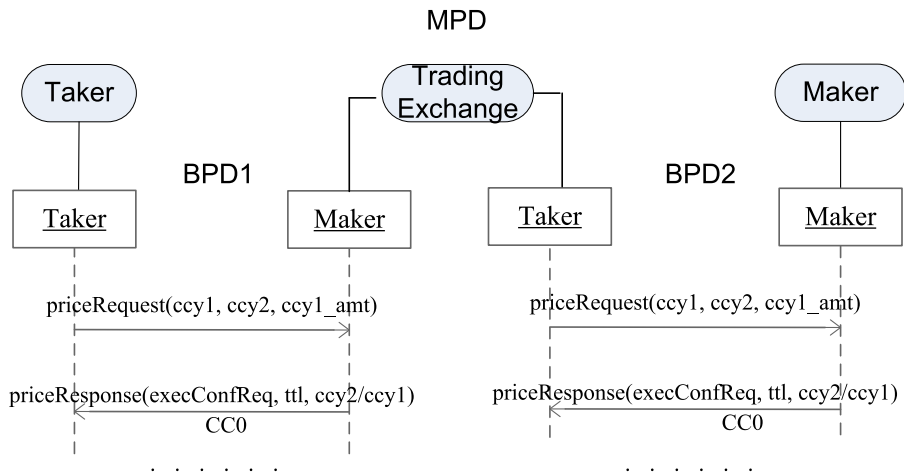 MPD
Taker
Trading
Exchange
Maker
BPD1
BPD2
Taker
Maker
Taker
Maker
priceRequest(ccy1, ccy2, ccy1_amt)
priceRequest(ccy1, ccy2, ccy1_amt)
priceResponse(execConfReq, ttl, ccy2/ccy1)
CC0
priceResponse(execConfReq, ttl, ccy2/ccy1)
CC0
. . . . . .
. . . . . .